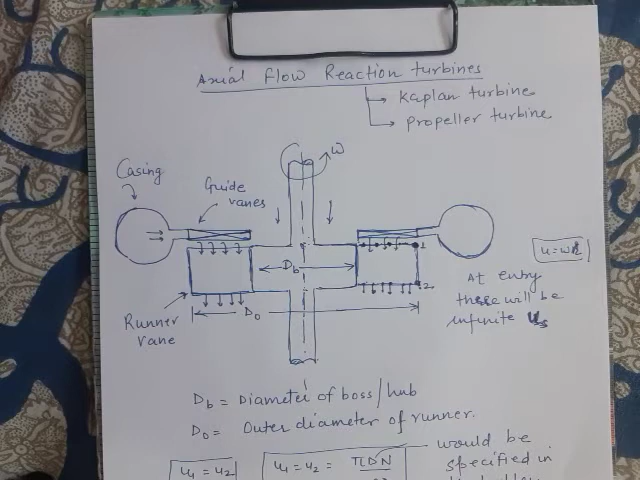 Axial Flow Reaction turbines
→ Kaplan turbine
→ propeller turbine
ω
Casing
Guide vanes
1
Db
2
D0
Runner vane
u = ωr
At entry
there will be
infinite us
Db = Diameter of boss/hub
D0 = Outer diameter of runner.
u1 = u2
u1 = u2 = πDN
would be
specified in